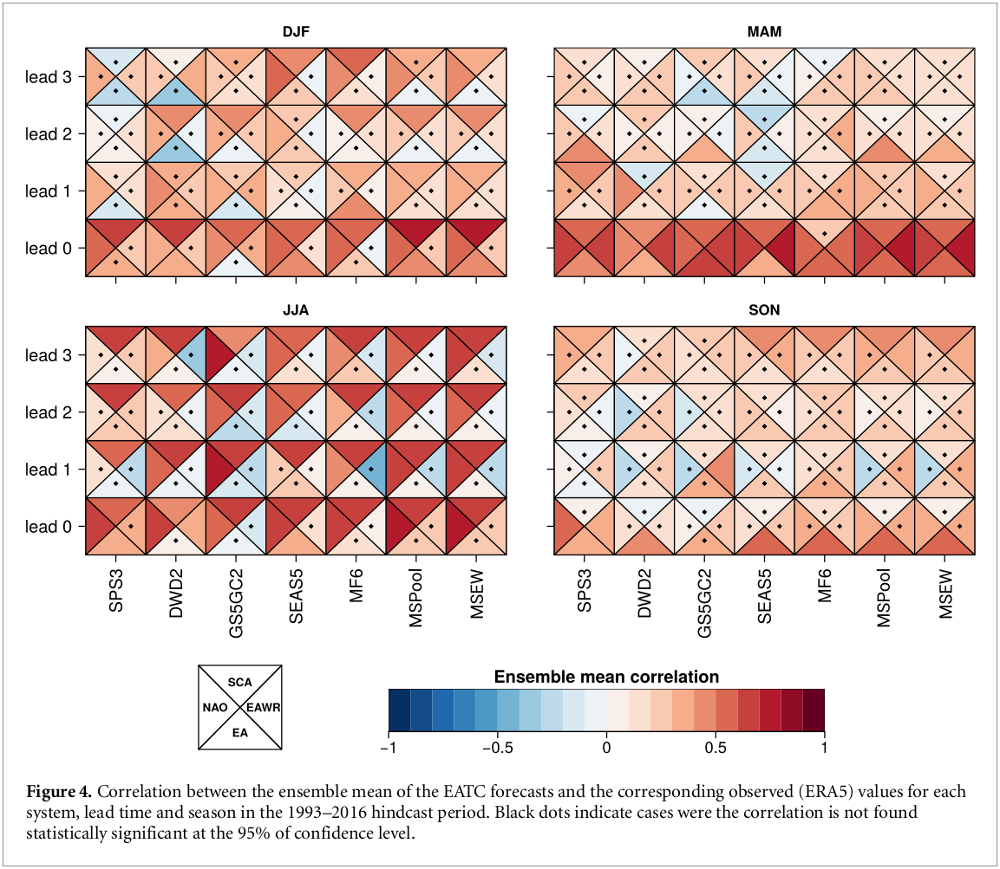 DJF
MAM
lead 3
lead 2
lead 1
lead 0
JJA
SON
lead 3
lead 2
lead 1
lead 0
SPS3
DWD2
GS5GC2
SEAS5
MF6
MSPool
MSEW
SPS3
DWD2
GS5GC2
SEAS5
MF6
MSPool
MSEW
SCA
NAO
EAWR
EA
Ensemble mean correlation
−1
−0.5
0
0.5
1
Figure 4. Correlation between the ensemble mean of the EATC forecasts and the corresponding observed (ERA5) values for each
system, lead time and season in the 1993–2016 hindcast period. Black dots indicate cases were the correlation is not found
statistically significant at the 95% of confidence level.